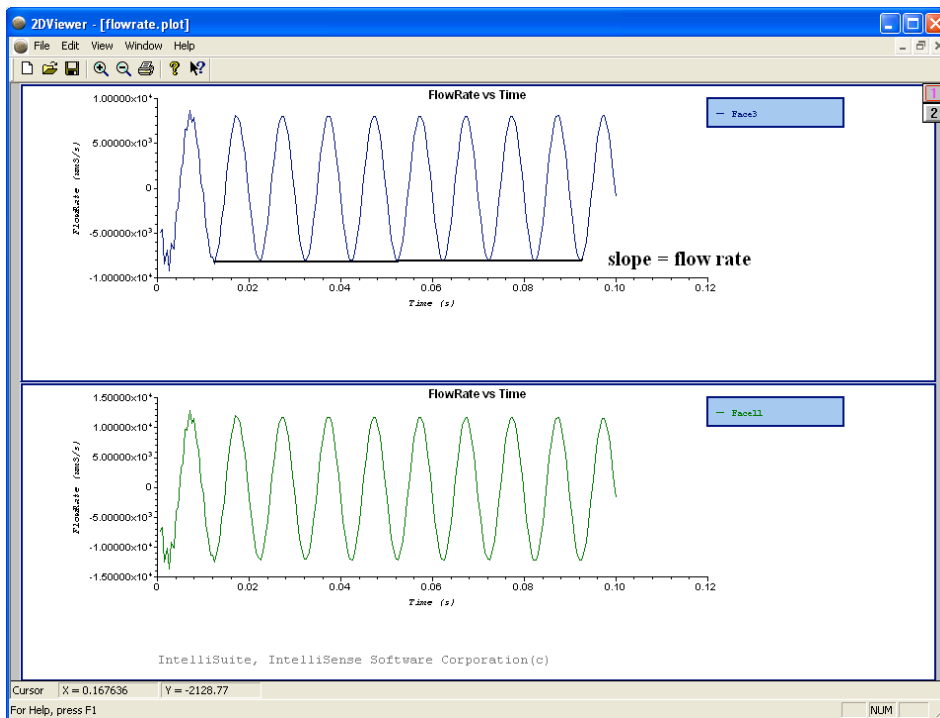 2DViewer - [flowrate.plot]
File Edit View Window Help
1
2
FlowRate vs Time
1.00000x10⁴
5.00000x10³
0
-5.00000x10³
-1.00000x10⁴
FlowRate (um3/s)
0 0.02 0.04 0.06 0.08 0.10 0.12
Time (s)
Face3
slope = flow rate
FlowRate vs Time
1.50000x10⁴
1.00000x10⁴
5.00000x10³
0
-5.00000x10³
-1.00000x10⁴
-1.50000x10⁴
FlowRate (um3/s)
0 0.02 0.04 0.06 0.08 0.10 0.12
Time (s)
Face11
IntelliSuite, IntelliSense Software Corporation(c)
Cursor X = 0.167636 Y = -2128.77
For Help, press F1 NUM